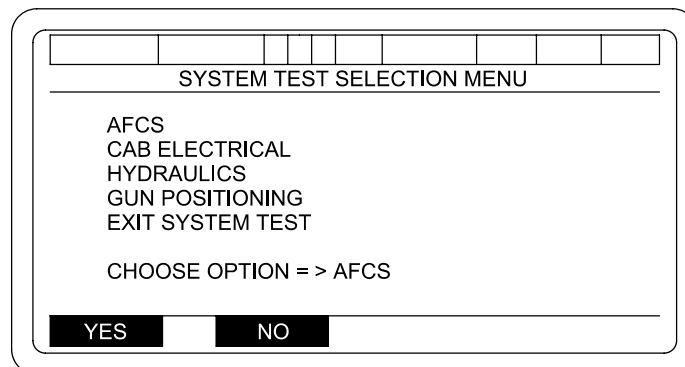 SYSTEM TEST SELECTION MENU
AFCS
CAB ELECTRICAL
HYDRAULICS
GUN POSITIONING
EXIT SYSTEM TEST
CHOOSE OPTION = > AFCS
YES NO